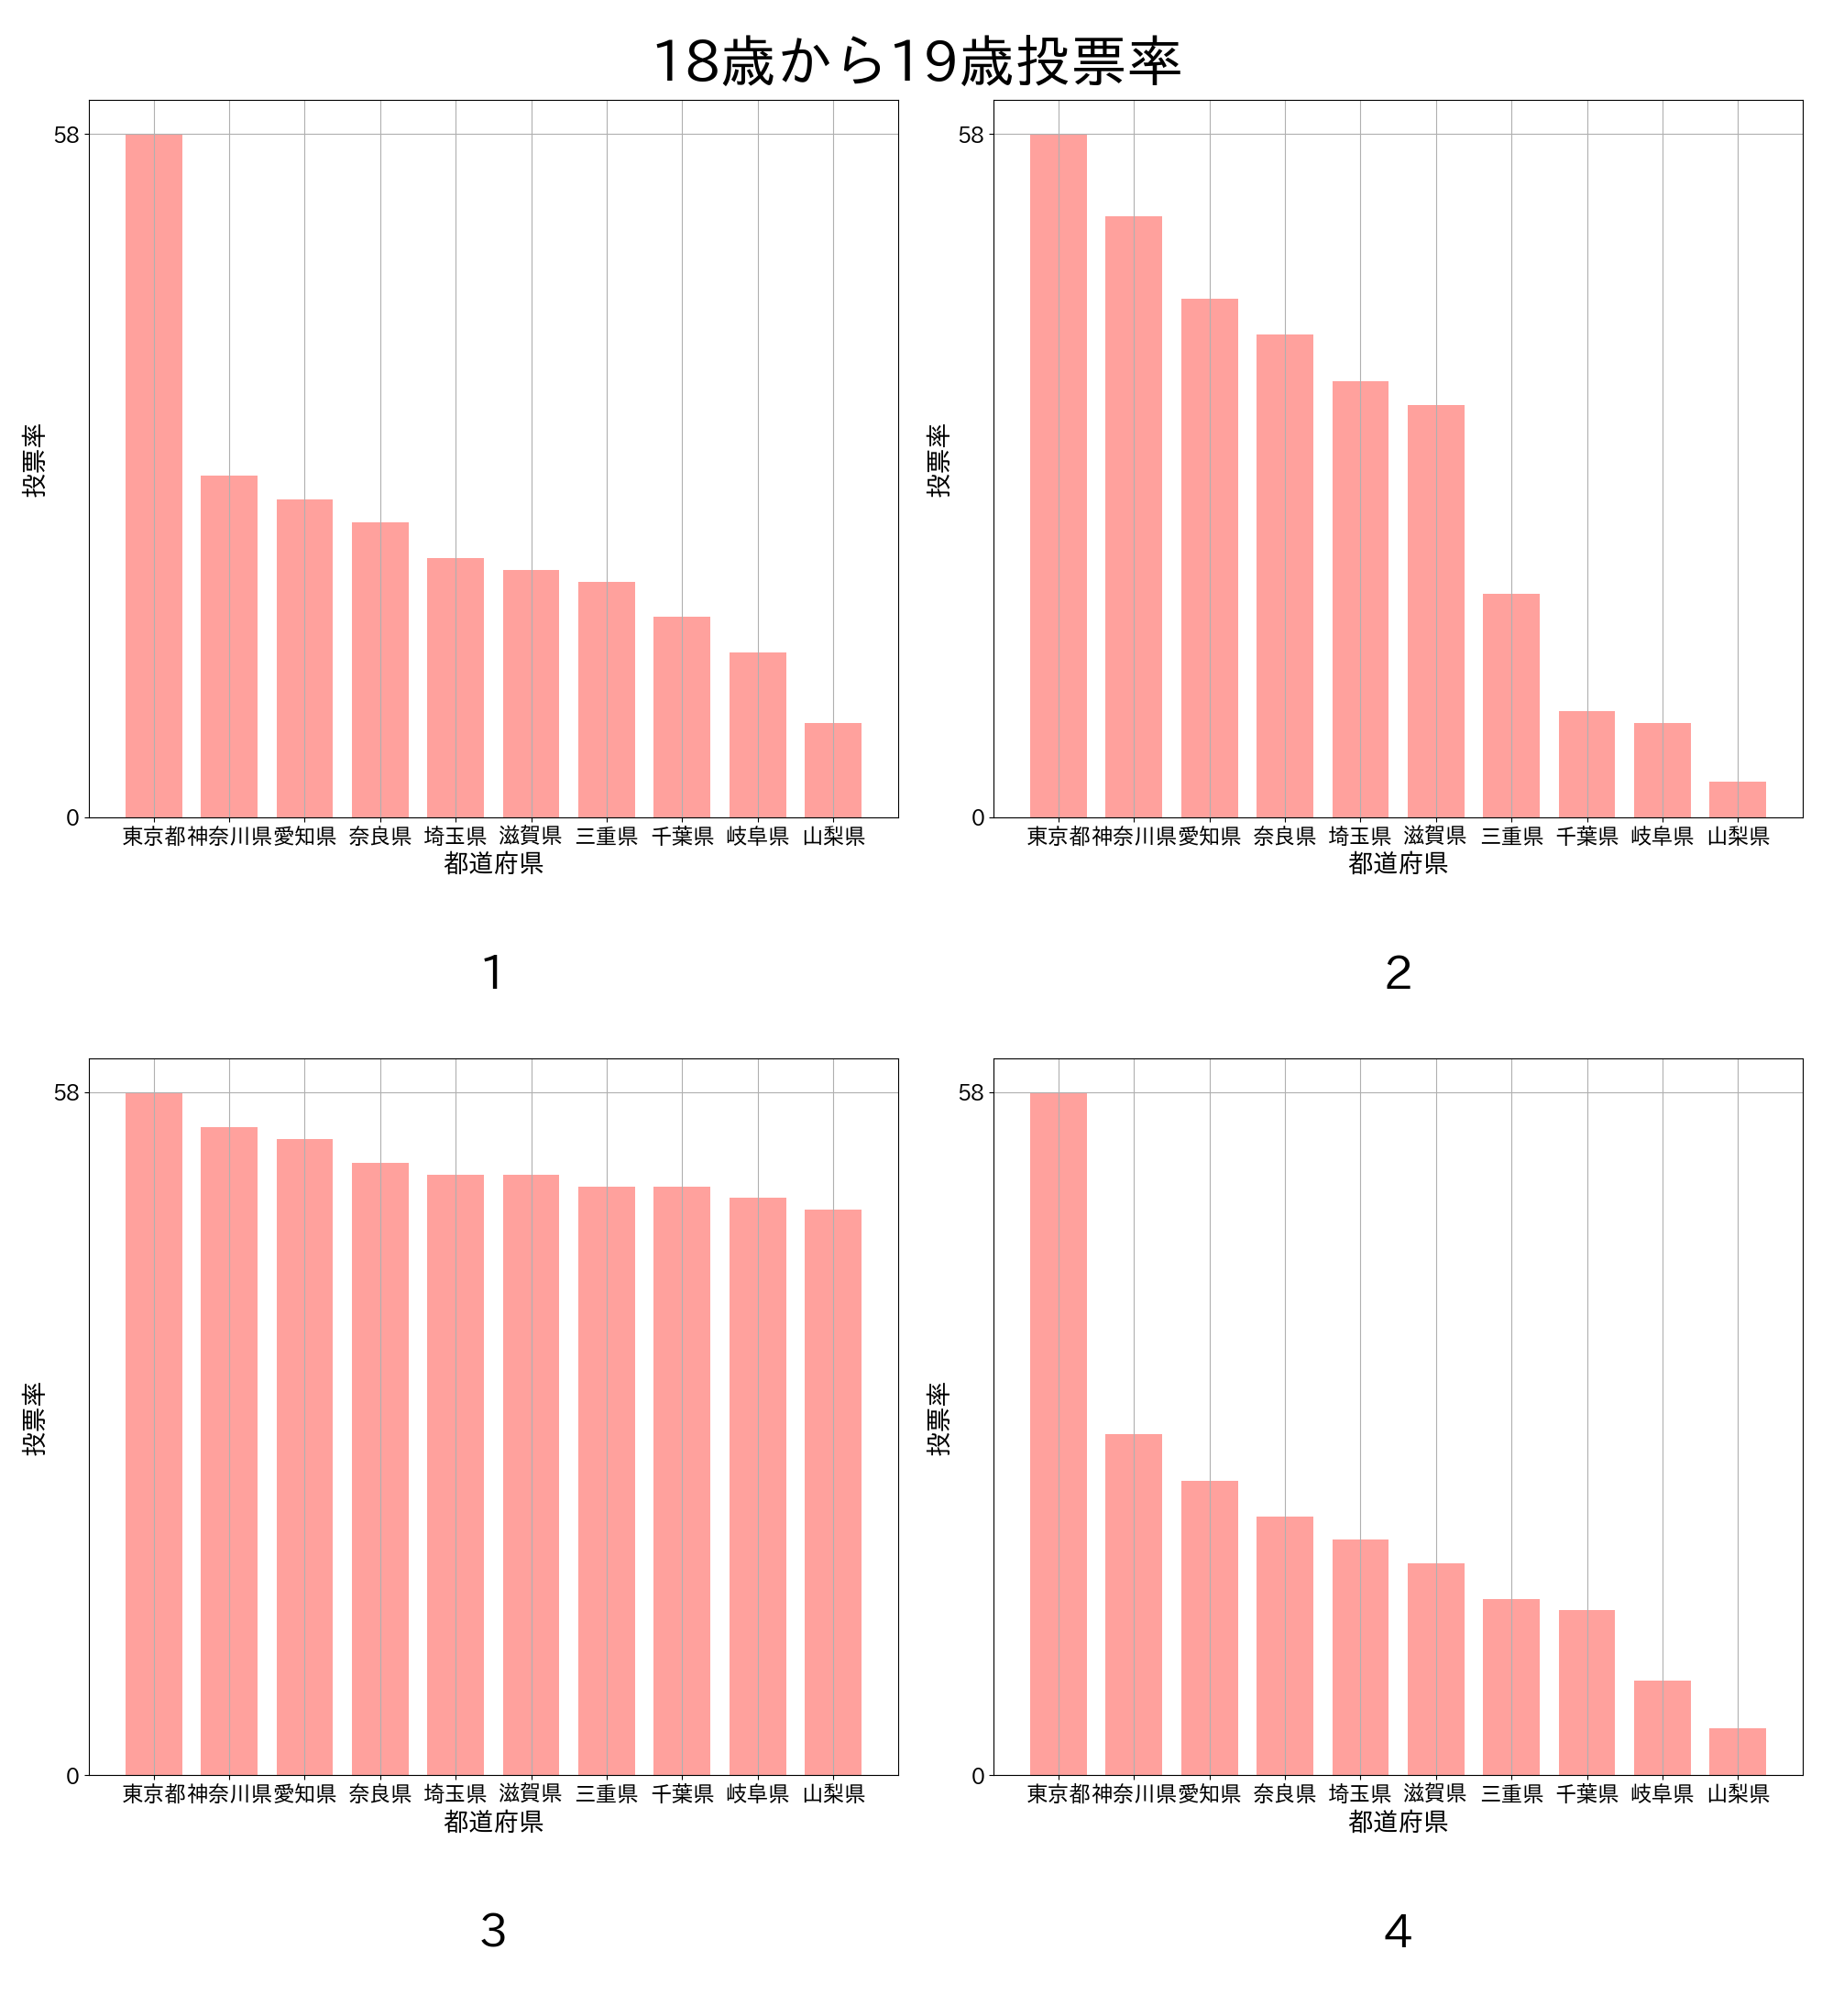 18歳から19歳投票率
58
0
投票率
東京都 神奈川県 愛知県 奈良県 埼玉県 滋賀県 三重県 千葉県 岐阜県 山梨県
都道府県
1
58
0
投票率
東京都 神奈川県 愛知県 奈良県 埼玉県 滋賀県 三重県 千葉県 岐阜県 山梨県
都道府県
2
58
0
投票率
東京都 神奈川県 愛知県 奈良県 埼玉県 滋賀県 三重県 千葉県 岐阜県 山梨県
都道府県
3
58
0
投票率
東京都 神奈川県 愛知県 奈良県 埼玉県 滋賀県 三重県 千葉県 岐阜県 山梨県
都道府県
4